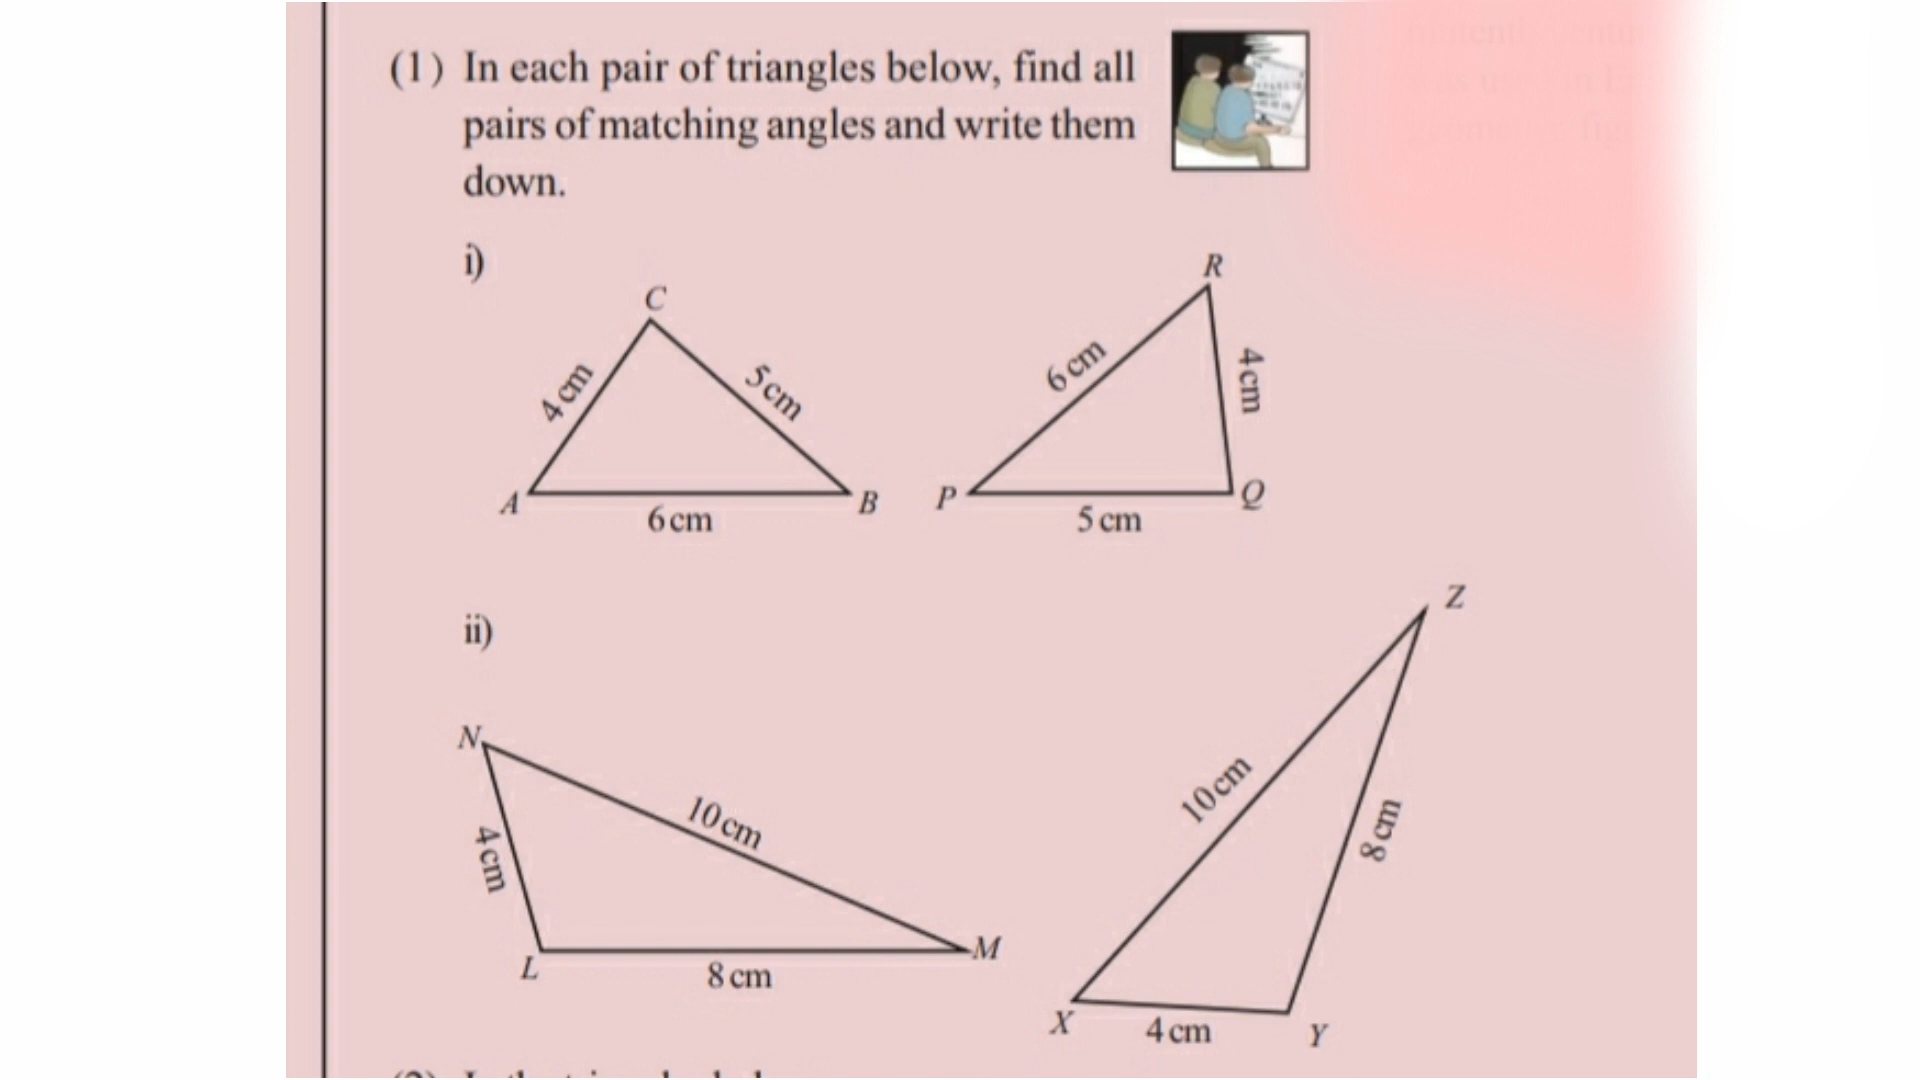 (1) In each pair of triangles below, find all
pairs of matching angles and write them
down.
i)
C
R
4 cm
5 cm
6 cm
4 cm
A
6 cm
B
P
5 cm
Q
ii)
Z
N
10 cm
10 cm
4 cm
8 cm
L
8 cm
M
X
4 cm
Y